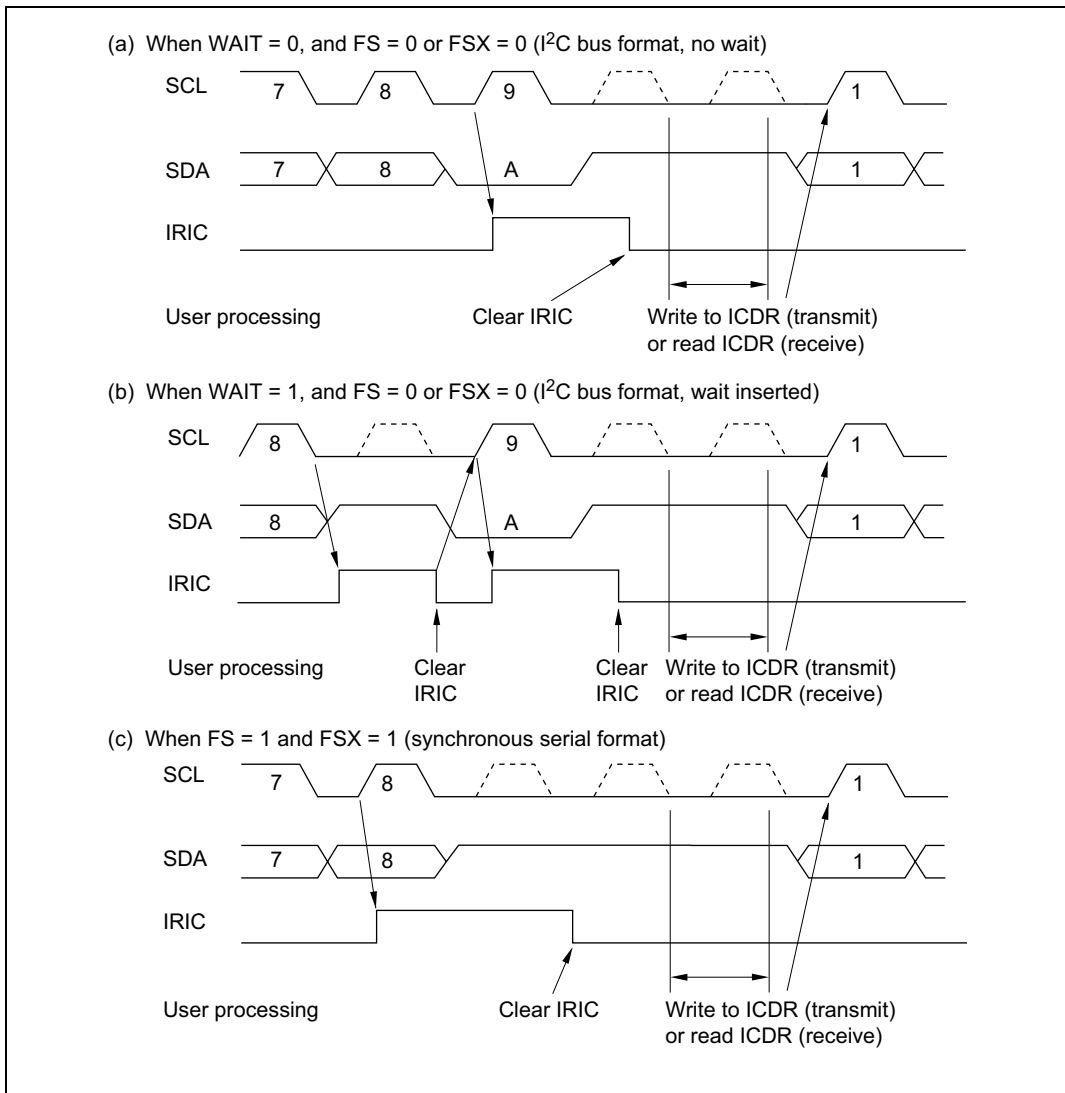 (a) When WAIT = 0, and FS = 0 or FSX = 0 (I²C bus format, no wait)
SCL
7 8 9 1
SDA
7 8 A 1
IRIC
User processing Clear IRIC Write to ICDR (transmit)
or read ICDR (receive)
(b) When WAIT = 1, and FS = 0 or FSX = 0 (I²C bus format, wait inserted)
SCL
8 9 1
SDA
8 A 1
IRIC
User processing Clear Clear Write to ICDR (transmit)
IRIC IRIC or read ICDR (receive)
(c) When FS = 1 and FSX = 1 (synchronous serial format)
SCL
7 8 1
SDA
7 8 1
IRIC
User processing Clear IRIC Write to ICDR (transmit)
or read ICDR (receive)